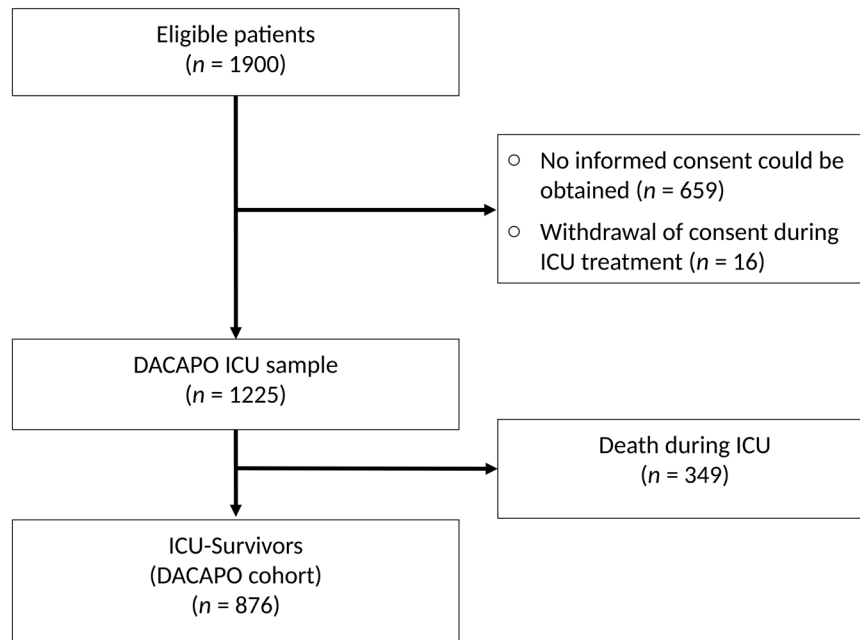 Eligible patients
(n = 1900)
○ No informed consent could be
obtained (n = 659)
○ Withdrawal of consent during
ICU treatment (n = 16)
DACAPO ICU sample
(n = 1225)
Death during ICU
(n = 349)
ICU-Survivors
(DACAPO cohort)
(n = 876)